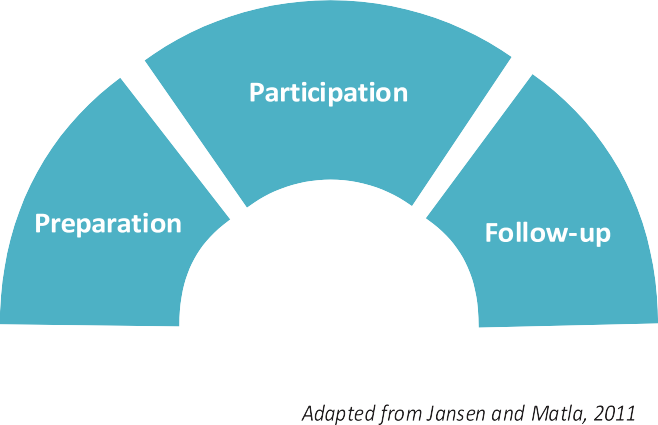 Participation
Preparation
Follow-up
Adapted from Jansen and Matla, 2011